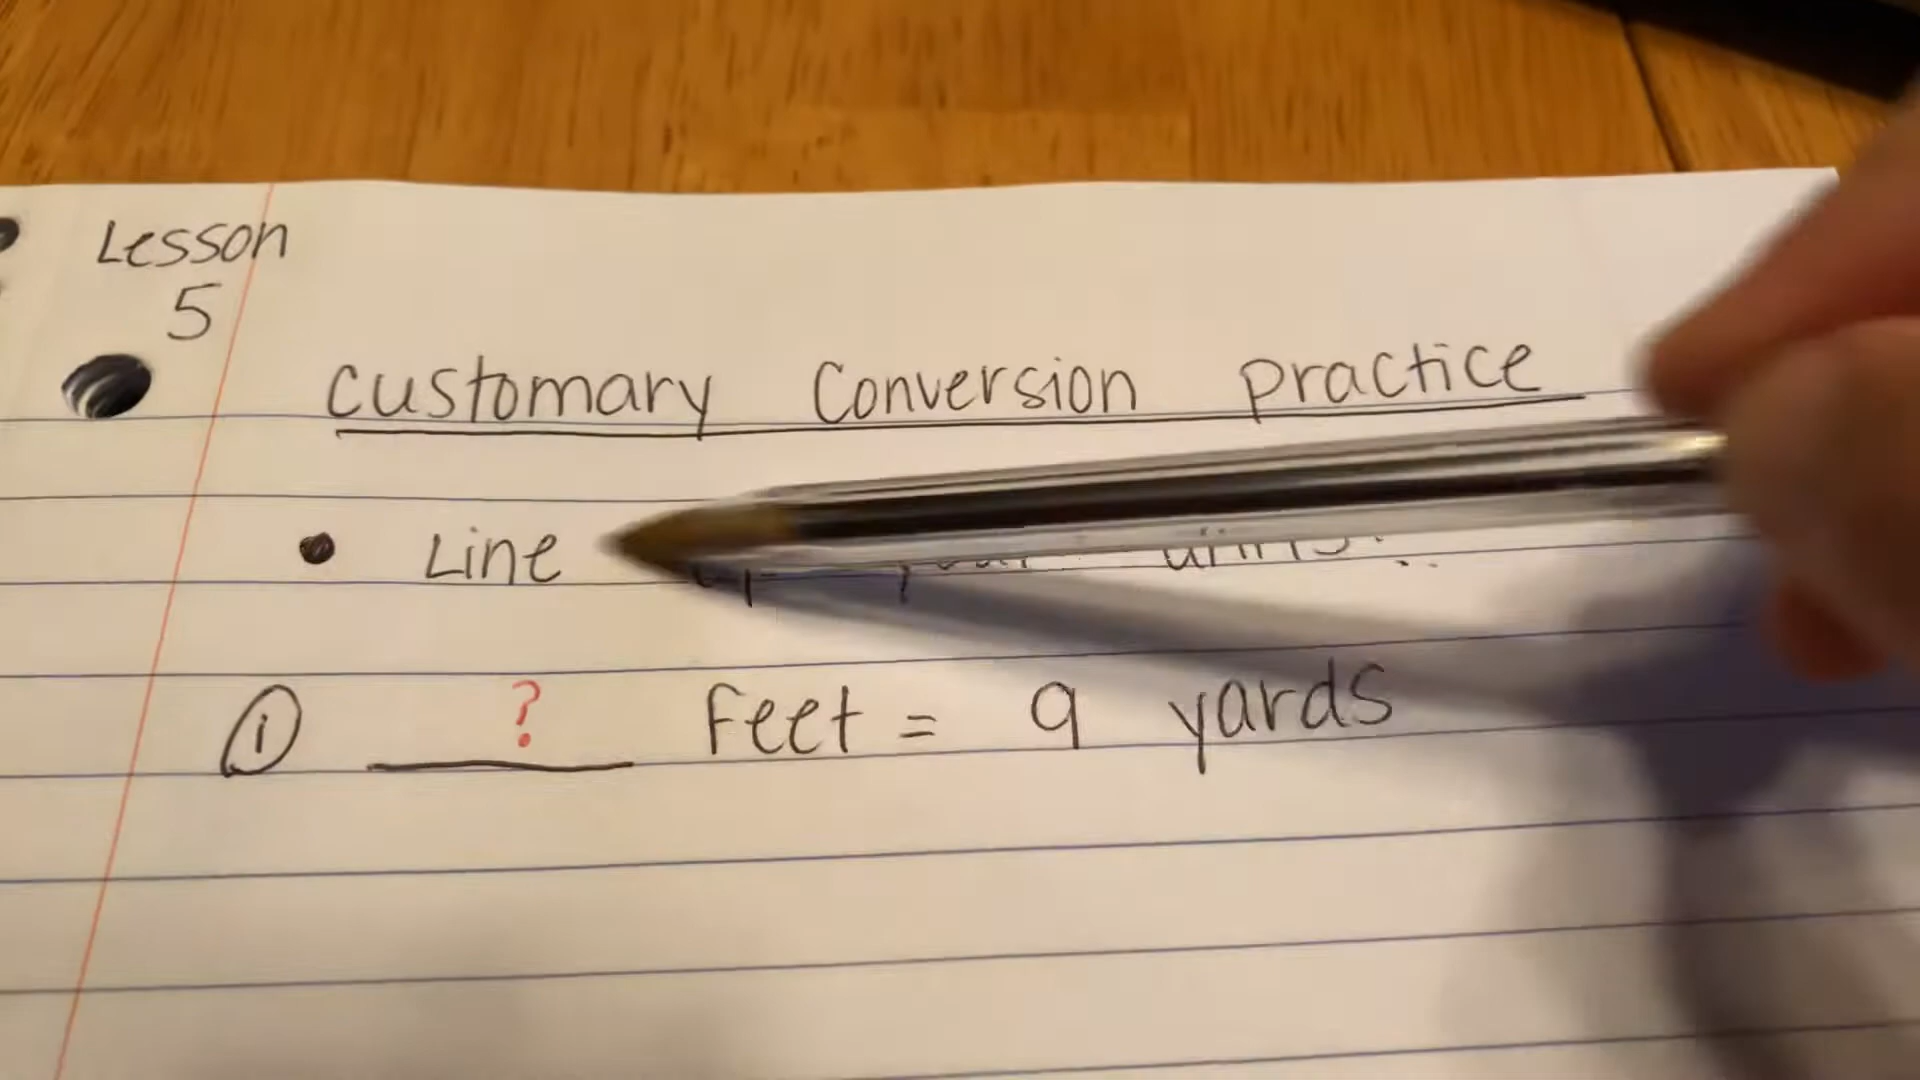 Lesson
5
Customary Conversion practice
• Line
① ? Feet = 9 yards